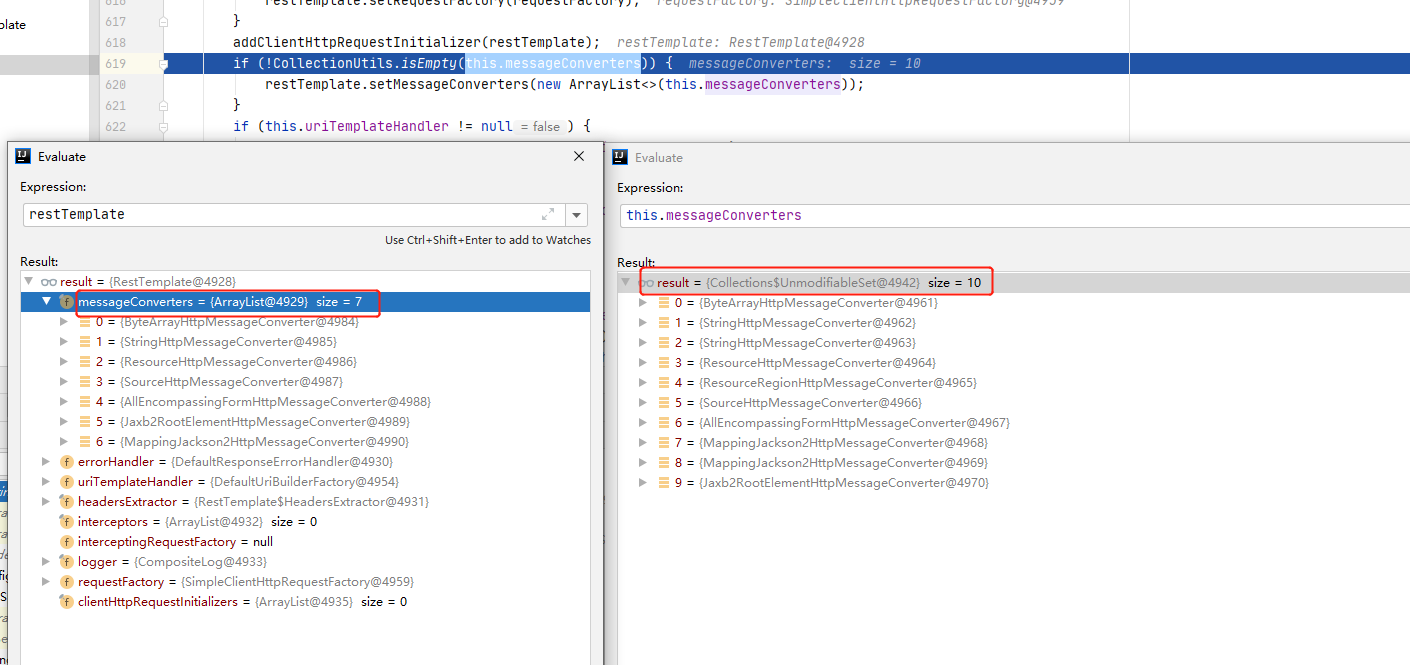 616 restTemplate.setRequestFactory(requestFactory); requestFactory: SimpleClientHttpRequestFactory@4959
plate
617 }
618 addClientHttpRequestInitializer(restTemplate); restTemplate: RestTemplate@4928
619 if (!CollectionUtils.isEmpty(this.messageConverters)) { messageConverters: size = 10
620 restTemplate.setMessageConverters(new ArrayList<>(this.messageConverters));
621 }
622 if (this.uriTemplateHandler != null = false ) {
Evaluate
Expression:
restTemplate
Use Ctrl+Shift+Enter to add to Watches
Result:
result = {RestTemplate@4928}
messageConverters = {ArrayList@4929} size = 7
0 = {ByteArrayHttpMessageConverter@4984}
1 = {StringHttpMessageConverter@4985}
2 = {ResourceHttpMessageConverter@4986}
3 = {SourceHttpMessageConverter@4987}
4 = {AllEncompassingFormHttpMessageConverter@4988}
5 = {Jaxb2RootElementHttpMessageConverter@4989}
6 = {MappingJackson2HttpMessageConverter@4990}
errorHandler = {DefaultResponseErrorHandler@4930}
uriTemplateHandler = {DefaultUriBuilderFactory@4954}
headersExtractor = {RestTemplate$HeadersExtractor@4931}
interceptors = {ArrayList@4932} size = 0
interceptingRequestFactory = null
logger = {CompositeLog@4933}
requestFactory = {SimpleClientHttpRequestFactory@4959}
clientHttpRequestInitializers = {ArrayList@4935} size = 0
Evaluate
Expression:
this.messageConverters
Result:
result = {Collections$UnmodifiableSet@4942} size = 10
0 = {ByteArrayHttpMessageConverter@4961}
1 = {StringHttpMessageConverter@4962}
2 = {StringHttpMessageConverter@4963}
3 = {ResourceHttpMessageConverter@4964}
4 = {ResourceRegionHttpMessageConverter@4965}
5 = {SourceHttpMessageConverter@4966}
6 = {AllEncompassingFormHttpMessageConverter@4967}
7 = {MappingJackson2HttpMessageConverter@4968}
8 = {MappingJackson2HttpMessageConverter@4969}
9 = {Jaxb2RootElementHttpMessageConverter@4970}